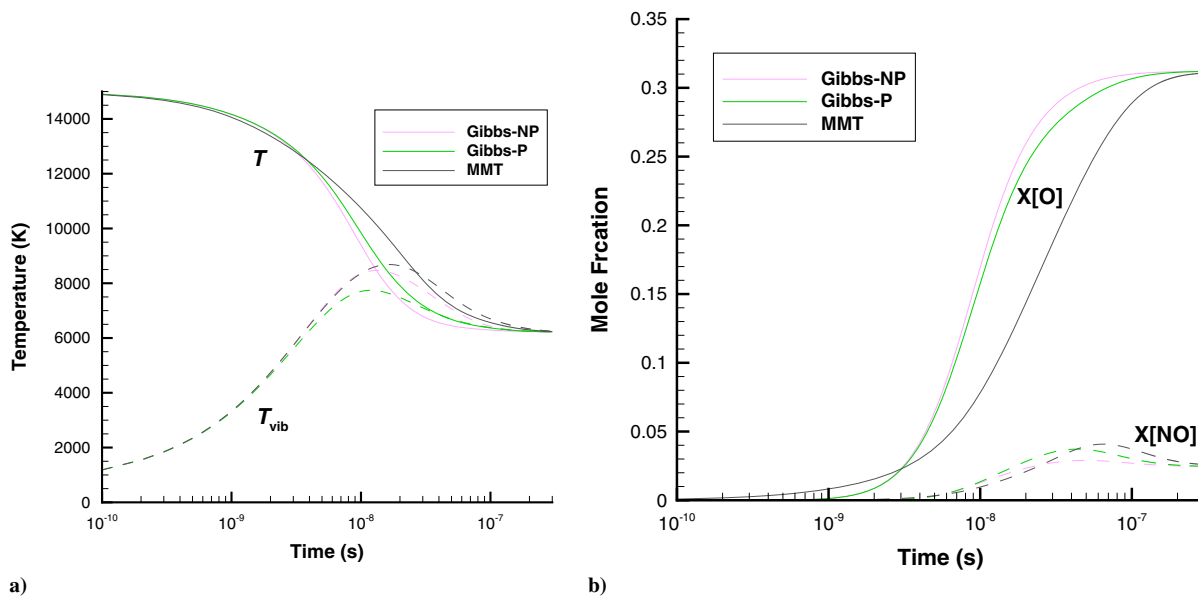 Temperature (K)
14000
12000
10000
8000
6000
4000
2000
0
T
T vib
Gibbs-NP
Gibbs-P
MMT
10-10
10-9
10-8
10-7
Time (s)
a)
Mole Frcation
0.35
0.3
0.25
0.2
0.15
0.1
0.05
0
Gibbs-NP
Gibbs-P
MMT
X[O]
X[NO]
10-10
10-9
10-8
10-7
Time (s)
b)